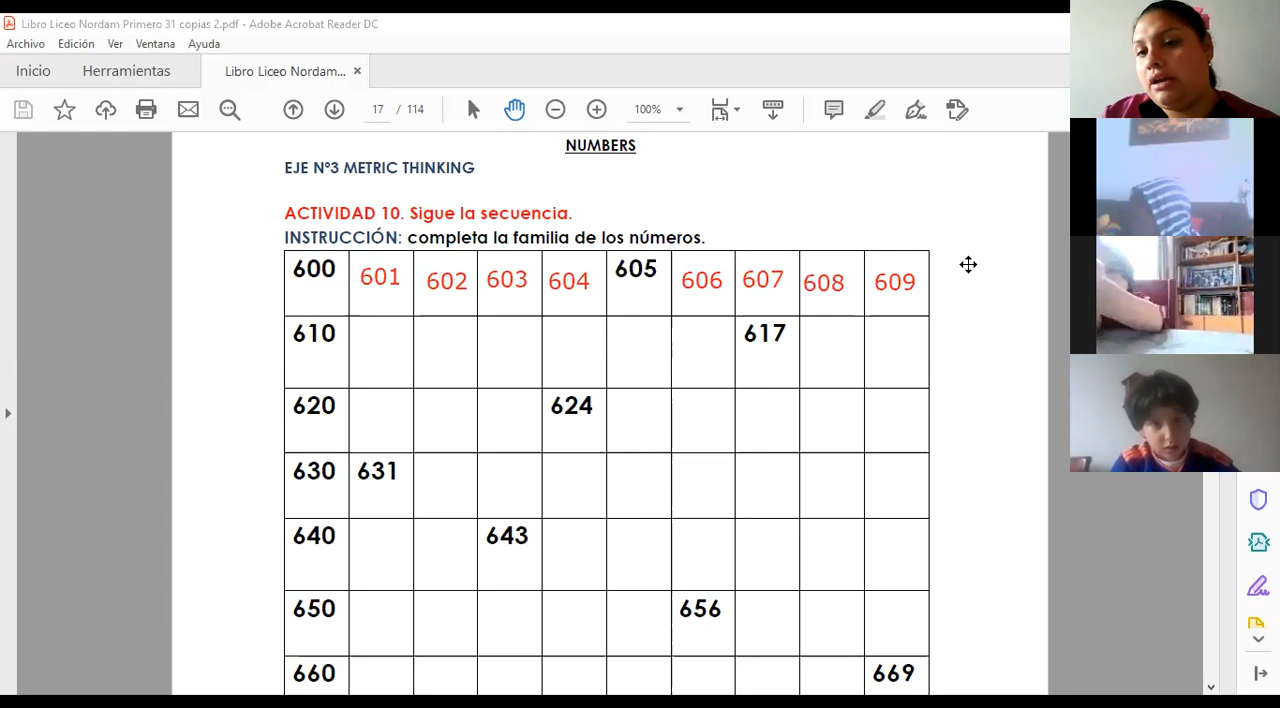 Libro Liceo Nordam Primero 31 copias 2.pdf - Adobe Acrobat Reader DC
Archivo Edición Ver Ventana Ayuda
Inicio Herramientas Libro Liceo Nordam... ×
17 / 114 100%
NUMBERS
EJE N°3 METRIC THINKING
ACTIVIDAD 10. Sigue la secuencia.
INSTRUCCIÓN: completa la familia de los números.
600 601 602 603 604 605 606 607 608 609
610 617
620 624
630 631
640 643
650 656
660 669